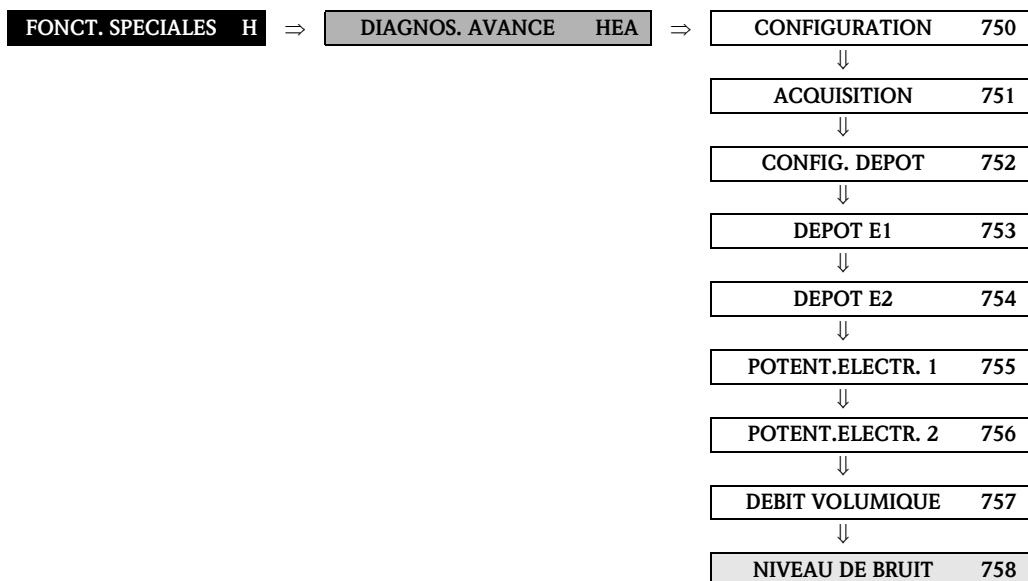 FONCT. SPECIALES H ⇒ DIAGNOS. AVANCE HEA ⇒ CONFIGURATION 750
⇓
ACQUISITION 751
⇓
CONFIG. DEPOT 752
⇓
DEPOT E1 753
⇓
DEPOT E2 754
⇓
POTENT.ELECTR. 1 755
⇓
POTENT.ELECTR. 2 756
⇓
DEBIT VOLUMIQUE 757
⇓
NIVEAU DE BRUIT 758